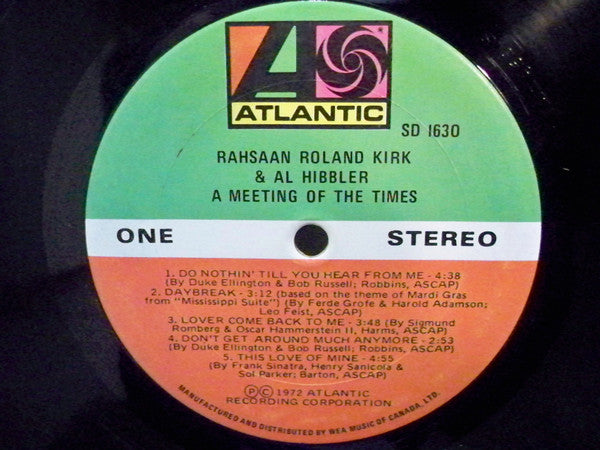 ATLANTIC
SD 1630
RAHSAAN ROLAND KIRK
& AL HIBBLER
A MEETING OF THE TIMES
ONE STEREO
1. DO NOTHIN' TILL YOU HEAR FROM ME - 4:38
(By Duke Ellington & Bob Russell; Robbins, ASCAP)
2. DAYBREAK - 3:12 (based on the theme of Mardi Gras
from "Mississippi Suite") (By Ferde Grofe & Harold Adamson;
Leo Feist, ASCAP)
3. LOVER COME BACK TO ME - 3:48 (By Sigmund
Romberg & Oscar Hammerstein II, Harms, ASCAP)
4. DON'T GET AROUND MUCH ANYMORE - 2:53
(By Duke Ellington & Bob Russell; Robbins, ASCAP)
5. THIS LOVE OF MINE - 4:55
(By Frank Sinatra, Henry Sanicola &
Sol Parker; Barton, ASCAP)
Ⓟ©1972 ATLANTIC
RECORDING CORPORATION
MANUFACTURED AND DISTRIBUTED BY WEA MUSIC OF CANADA, LTD.